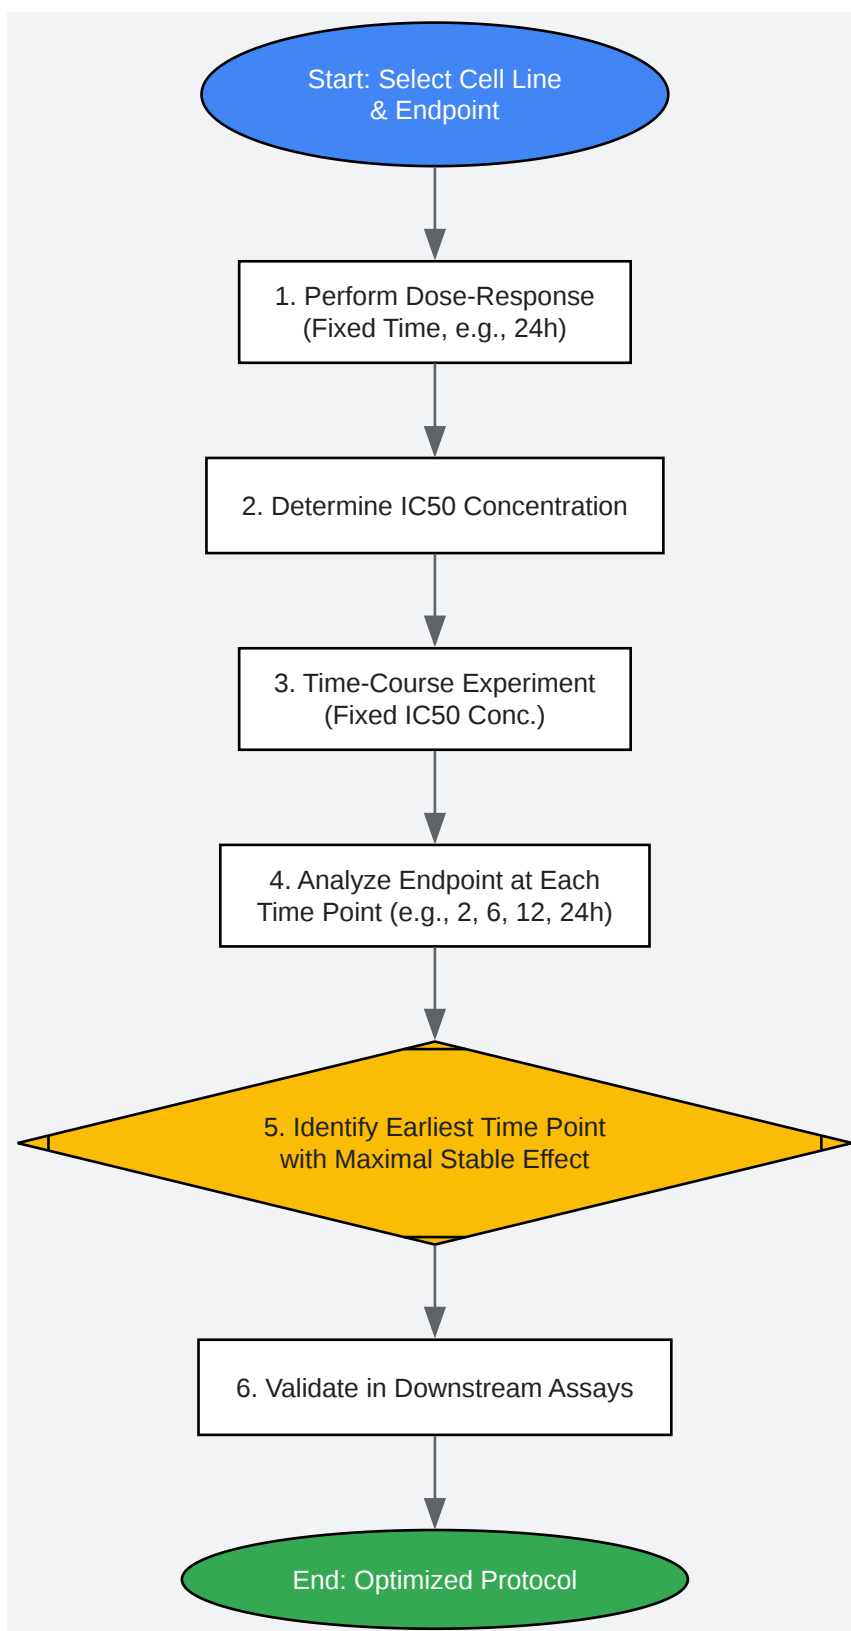 Start: Select Cell Line
& Endpoint
1. Perform Dose-Response
(Fixed Time, e.g., 24h)
2. Determine IC50 Concentration
3. Time-Course Experiment
(Fixed IC50 Conc.)
4. Analyze Endpoint at Each
Time Point (e.g., 2, 6, 12, 24h)
5. Identify Earliest Time Point
with Maximal Stable Effect
6. Validate in Downstream Assays
End: Optimized Protocol